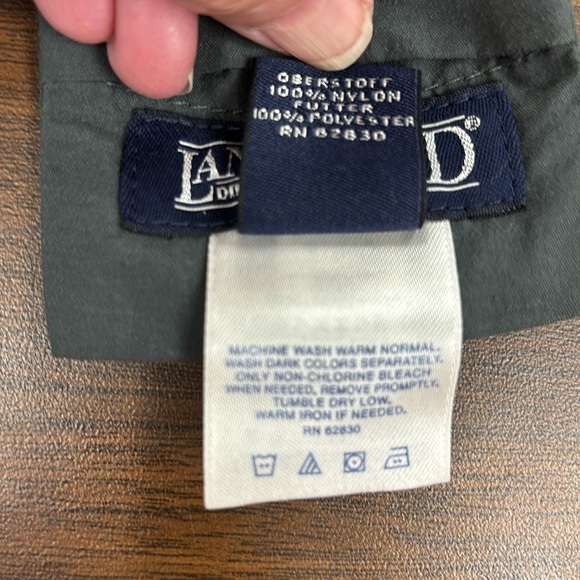 OBERSTOFF
100% NYLON
FUTTER
100% POLYESTER
RN 62830
LAN D®
MACHINE WASH WARM NORMAL.
WASH DARK COLORS SEPARATELY.
ONLY NON-CHLORINE BLEACH
WHEN NEEDED. REMOVE PROMPTLY.
TUMBLE DRY LOW.
WARM IRON IF NEEDED.
RN 62830